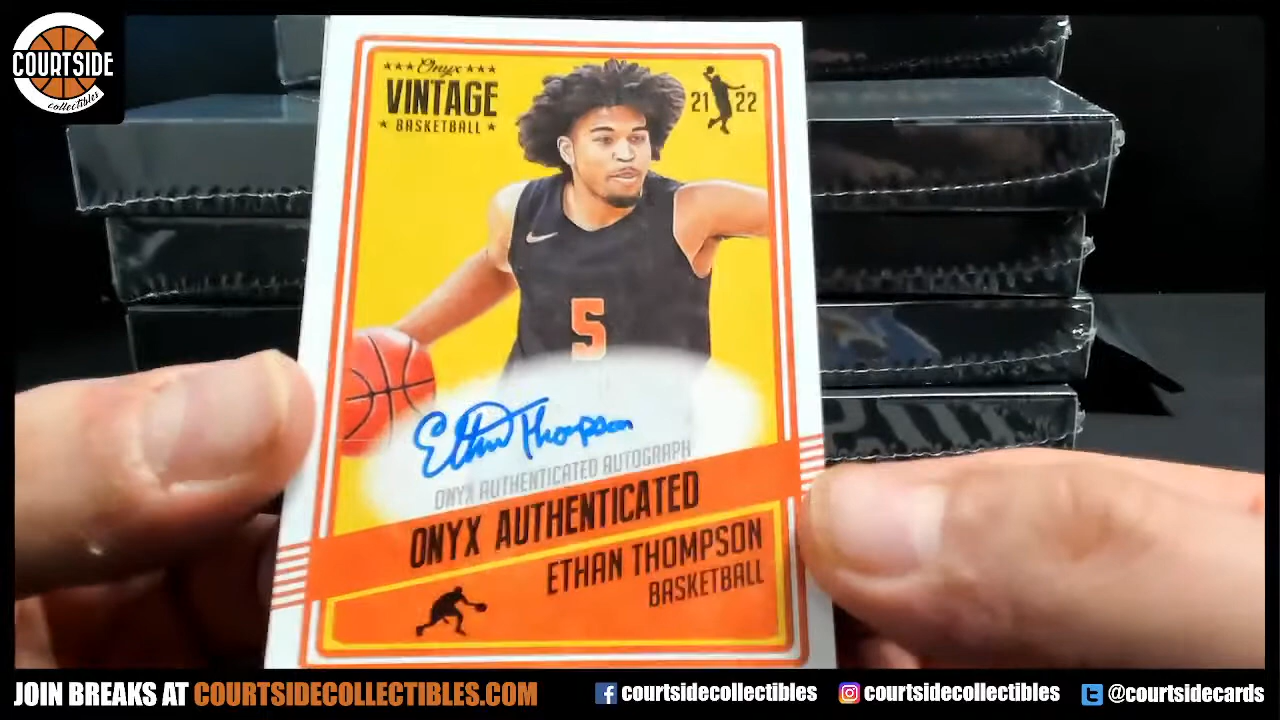 COURTSIDE
collectibles
★★★ Onyx ★★★
VINTAGE
★ BASKETBALL ★
21 22
5
Ethan Thompson
ONYX AUTHENTICATED AUTOGRAPH
ONYX AUTHENTICATED
ETHAN THOMPSON
BASKETBALL
JOIN BREAKS AT COURTSIDECOLLECTIBLES.COM
courtsidecollectibles
courtsidecollectibles
@courtsidecards